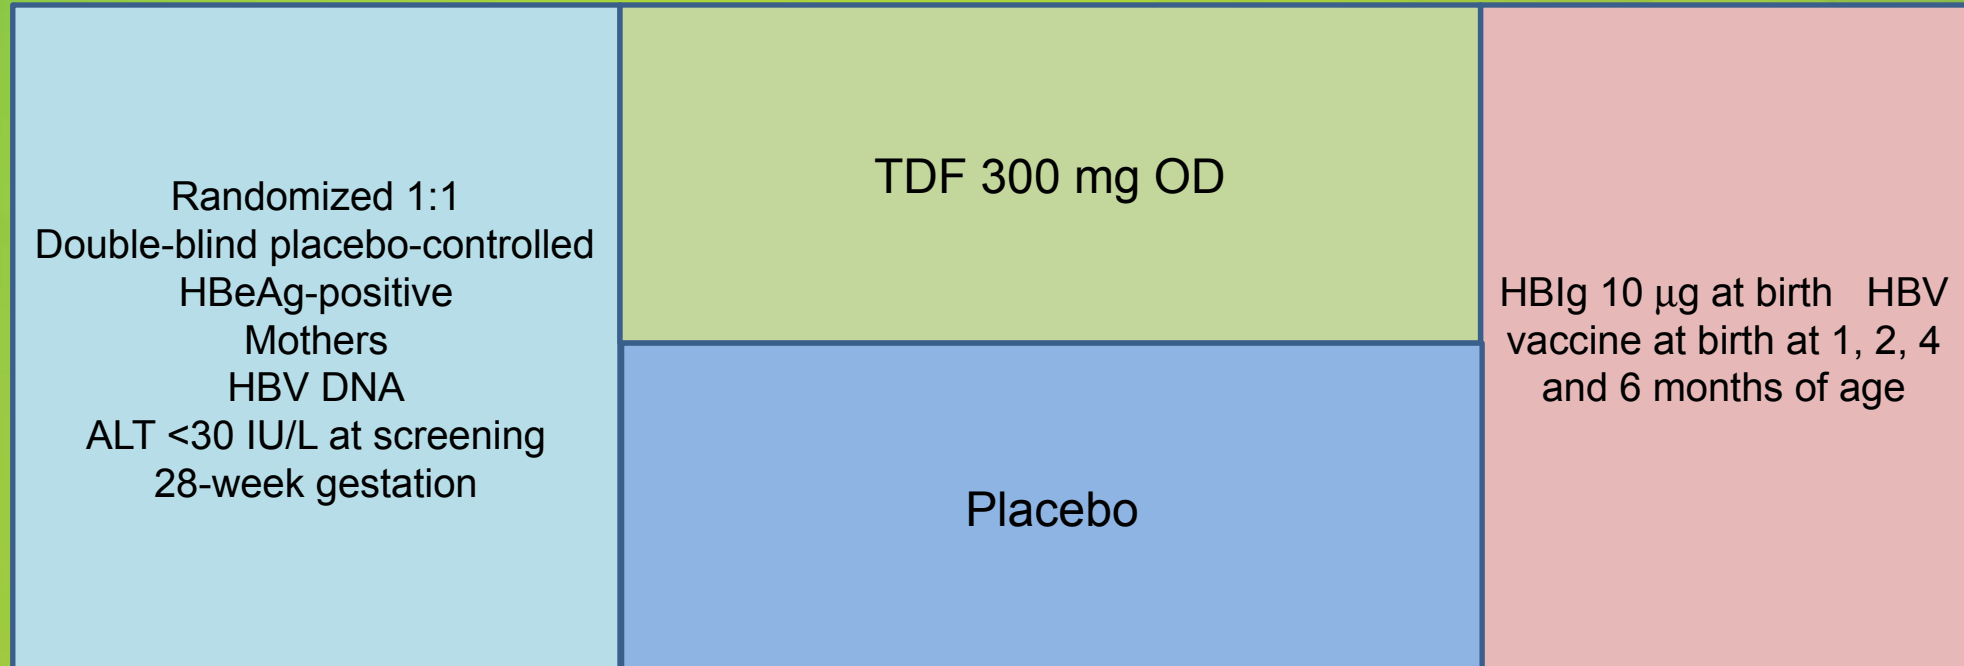 Randomized 1:1
Double-blind placebo-controlled
HBeAg-positive
Mothers
HBV DNA
ALT <30 IU/L at screening
28-week gestation
TDF 300 mg OD
Placebo
HBIg 10 μg at birth   HBV
vaccine at birth at 1, 2, 4
and 6 months of age